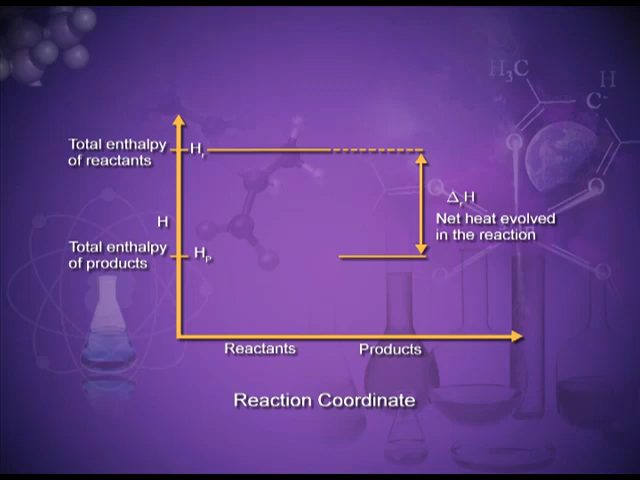 H₃C
H
C
Total enthalpy
of reactants
Hᵣ
ΔᵣH
Net heat evolved
in the reaction
H
Total enthalpy
of products
Hₚ
Reactants
Products
Reaction Coordinate